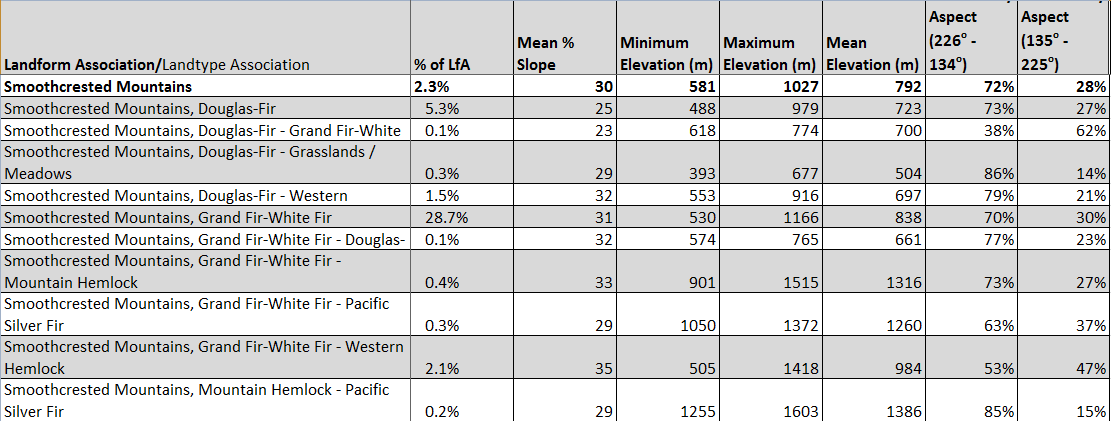 Aspect Aspect
Mean % Minimum Maximum Mean (226° - (135° -
Landform Association/Landtype Association % of LfA Slope Elevation (m) Elevation (m) Elevation (m) 134°) 225°)
Smoothcrested Mountains 2.3% 30 581 1027 792 72% 28%
Smoothcrested Mountains, Douglas-Fir 5.3% 25 488 979 723 73% 27%
Smoothcrested Mountains, Douglas-Fir - Grand Fir-White 0.1% 23 618 774 700 38% 62%
Smoothcrested Mountains, Douglas-Fir - Grasslands /
Meadows 0.3% 29 393 677 504 86% 14%
Smoothcrested Mountains, Douglas-Fir - Western 1.5% 32 553 916 697 79% 21%
Smoothcrested Mountains, Grand Fir-White Fir 28.7% 31 530 1166 838 70% 30%
Smoothcrested Mountains, Grand Fir-White Fir - Douglas- 0.1% 32 574 765 661 77% 23%
Smoothcrested Mountains, Grand Fir-White Fir -
Mountain Hemlock 0.4% 33 901 1515 1316 73% 27%
Smoothcrested Mountains, Grand Fir-White Fir - Pacific
Silver Fir 0.3% 29 1050 1372 1260 63% 37%
Smoothcrested Mountains, Grand Fir-White Fir - Western
Hemlock 2.1% 35 505 1418 984 53% 47%
Smoothcrested Mountains, Mountain Hemlock - Pacific
Silver Fir 0.2% 29 1255 1603 1386 85% 15%